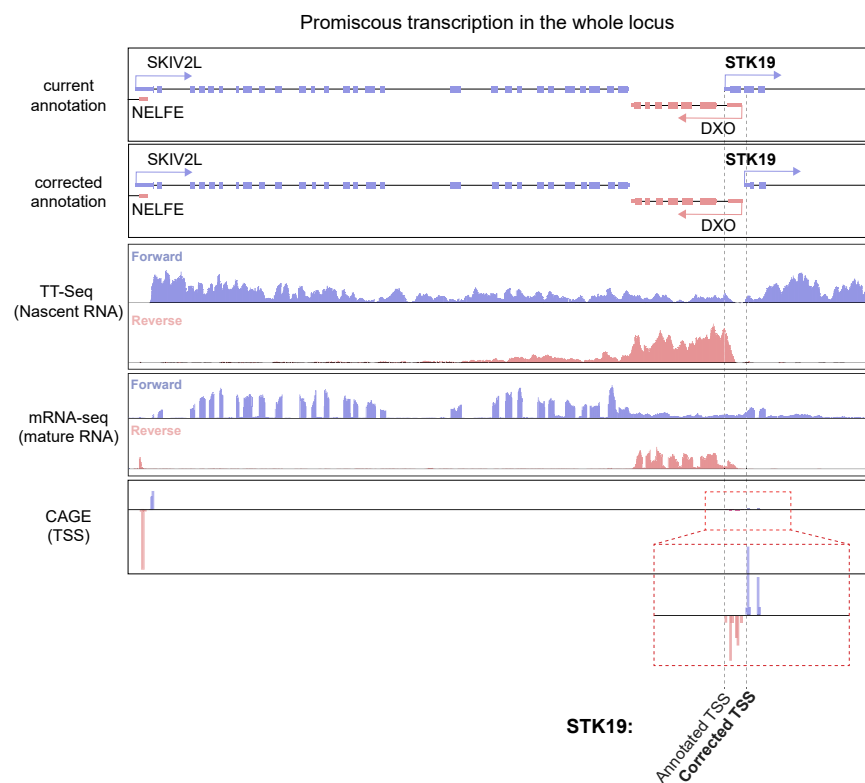 Promiscous transcription in the whole locus
current
annotation
SKIV2L
STK19
NELFE
DXO
corrected
annotation
SKIV2L
STK19
NELFE
DXO
TT-Seq
(Nascent RNA)
Forward
Reverse
mRNA-seq
(mature RNA)
Forward
Reverse
CAGE
(TSS)
STK19:
Annotated TSS
Corrected TSS